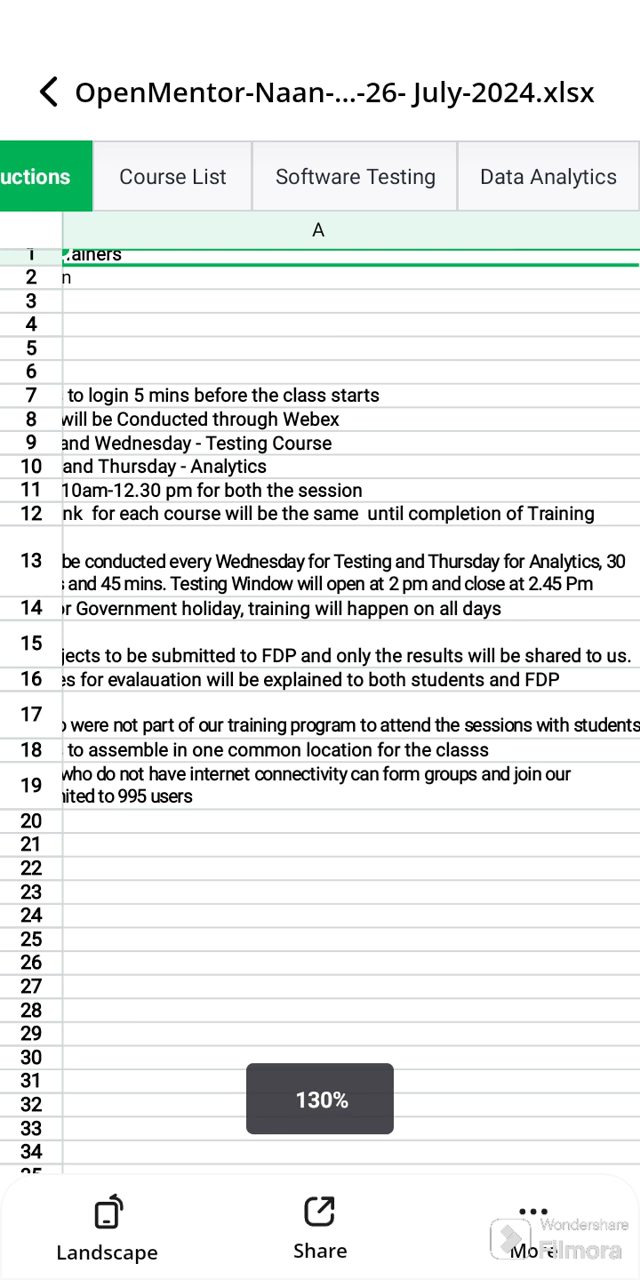 OpenMentor-Naan-...-26- July-2024.xlsx
uctions Course List Software Testing Data Analytics
A
1 rainers
2 n
3
4
5
6
7 to login 5 mins before the class starts
8 will be Conducted through Webex
9 and Wednesday - Testing Course
10 and Thursday - Analytics
11 10am-12.30 pm for both the session
12 nk for each course will be the same until completion of Training
13 be conducted every Wednesday for Testing and Thursday for Analytics, 30
s and 45 mins. Testing Window will open at 2 pm and close at 2.45 Pm
14 or Government holiday, training will happen on all days
15 jects to be submitted to FDP and only the results will be shared to us.
16 es for evalauation will be explained to both students and FDP
17 o were not part of our training program to attend the sessions with students
18 to assemble in one common location for the classs
19 who do not have internet connectivity can form groups and join our
nited to 995 users
20
21
22
23
24
25
26
27
28
29
30
31
32
33
34
35
130%
Landscape Share More
Wondershare
Filmora